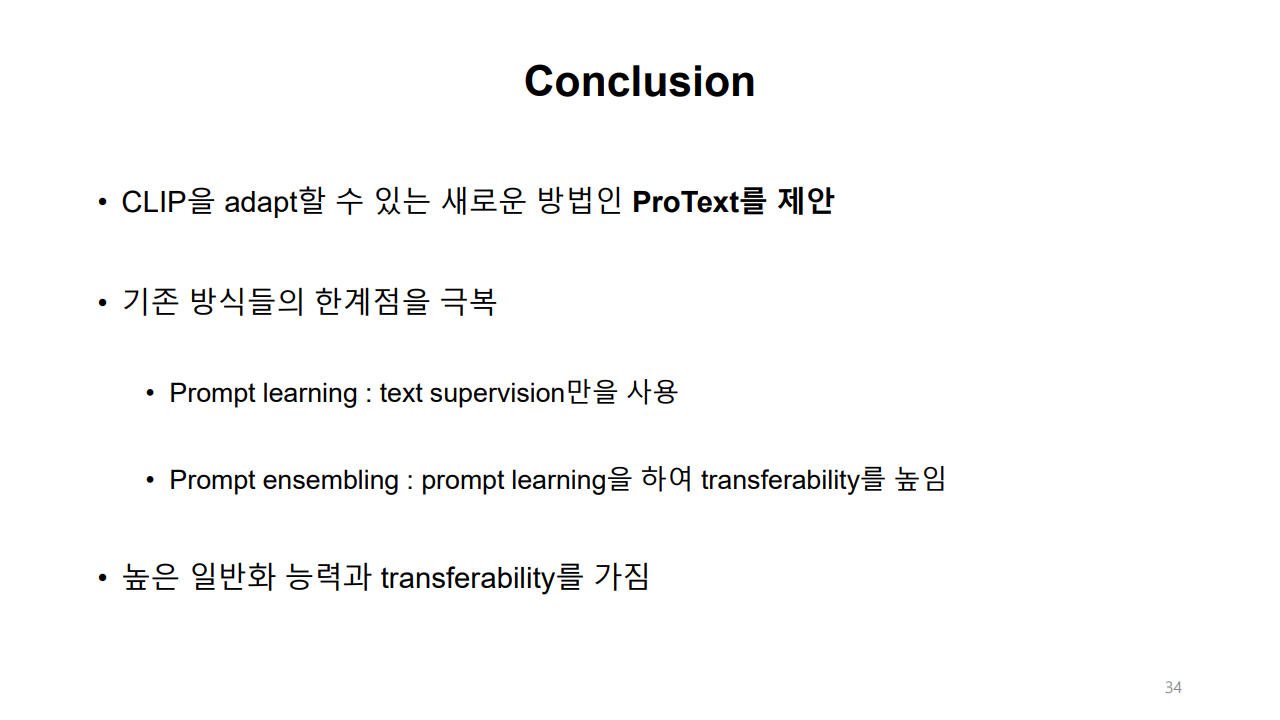 Conclusion
• CLIP을 adapt할 수 있는 새로운 방법인 ProText를 제안
• 기존 방식들의 한계점을 극복
• Prompt learning : text supervision만을 사용
• Prompt ensembling : prompt learning을 하여 transferability를 높임
• 높은 일반화 능력과 transferability를 가짐
34